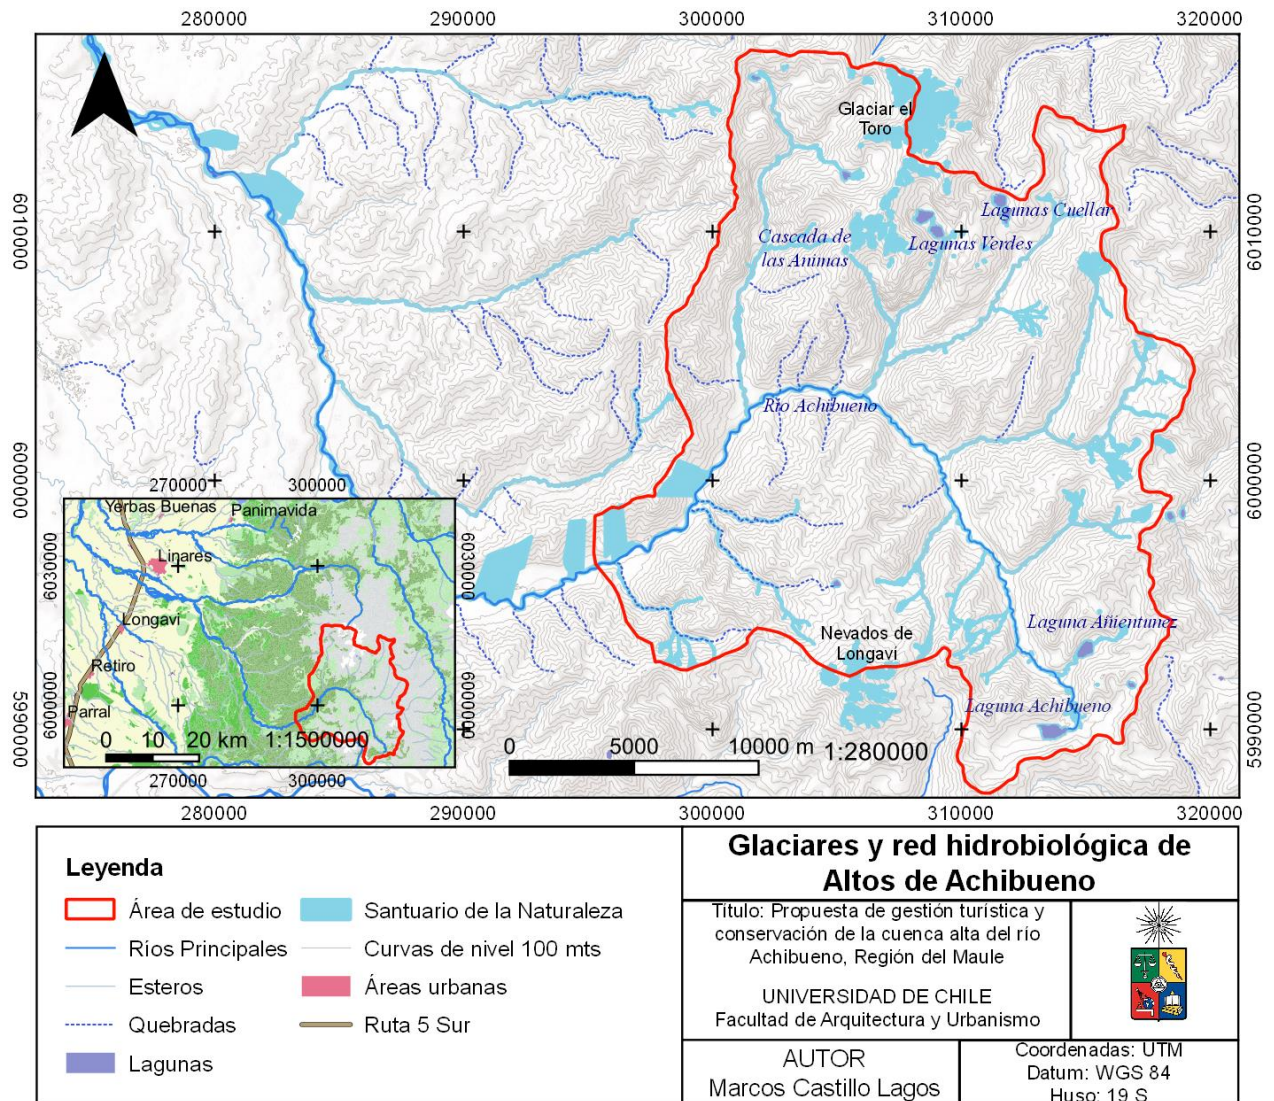 280000 290000 300000 310000 320000
Glaciar el
Toro
6010000
6010000
Lagunas Cuellar
Cascada de
las Animas
Lagunas Verdes
Río Achibueno
6000000
6000000
270000 300000
Yerbas Buenas
Panimavida
Linares
6030000
6030000
Longaví
Retiro
Parral
6000000
6000000
0 10 20 km 1:1500000
270000 300000
Nevados de
Longaví
Laguna Añientunez
Laguna Achibueno
5990000
5990000
0 5000 10000 m 1:280000
280000 290000 300000 310000 320000
Leyenda
Área de estudio
Ríos Principales
Esteros
Quebradas
Lagunas
Santuario de la Naturaleza
Curvas de nivel 100 mts
Áreas urbanas
Ruta 5 Sur
Glaciares y red hidrobiológica de
Altos de Achibueno
Título: Propuesta de gestión turística y
conservación de la cuenca alta del río
Achibueno, Región del Maule
UNIVERSIDAD DE CHILE
Facultad de Arquitectura y Urbanismo
AUTOR
Marcos Castillo Lagos
Coordenadas: UTM
Datum: WGS 84
Huso: 19 S